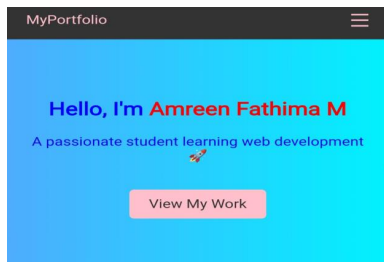 MyPortfolio
Hello, I'm Amreen Fathima M
A passionate student learning web development
🚀
View My Work